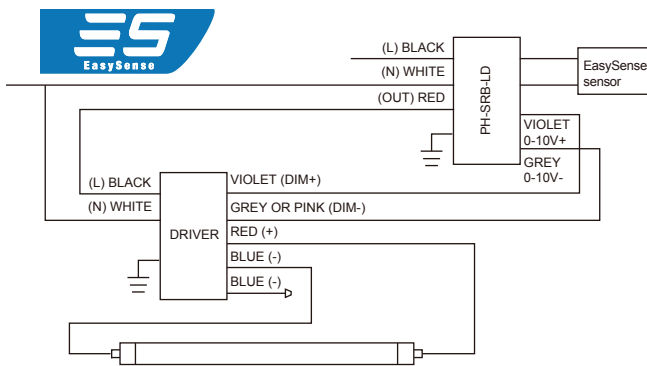 ES
EasySense
(L) BLACK
(N) WHITE
(OUT) RED
PH-SRB-LD
EasySense
sensor
VIOLET
0-10V+
GREY
0-10V-
(L) BLACK
(N) WHITE
DRIVER
VIOLET (DIM+)
GREY OR PINK (DIM-)
RED (+)
BLUE (-)
BLUE (-)